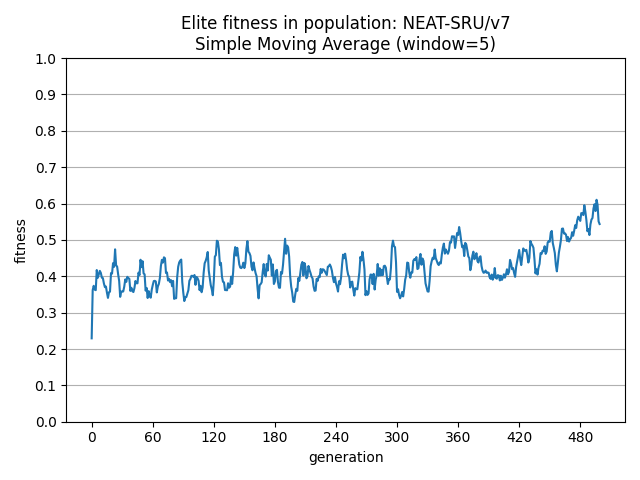 Elite fitness in population: NEAT-SRU/v7
Simple Moving Average (window=5)
1.0
0.9
0.8
0.7
0.6
0.5
0.4
0.3
0.2
0.1
0.0
fitness
0 60 120 180 240 300 360 420 480
generation